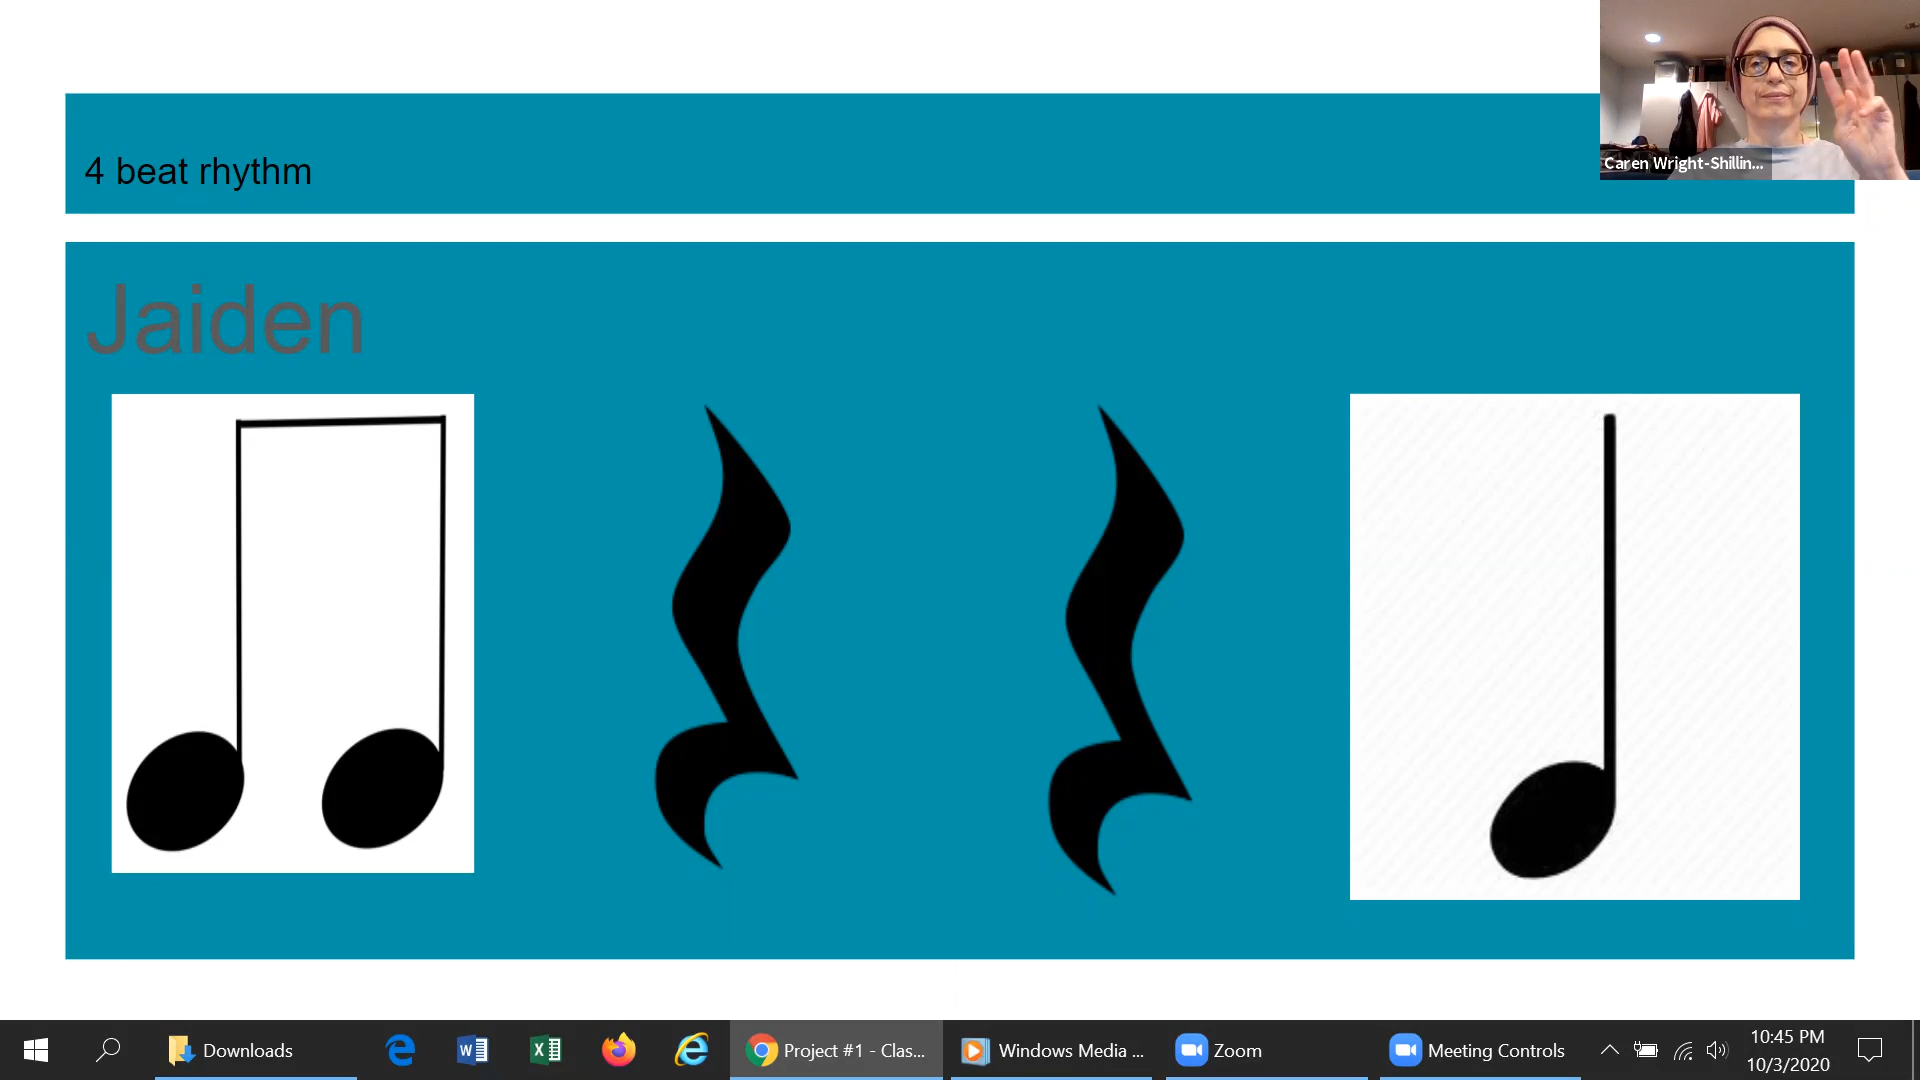 4 beat rhythm
Caren Wright-Shillin...
Jaiden
Downloads
Project #1 - Clas...
Windows Media ...
Zoom
Meeting Controls
10:45 PM
10/3/2020